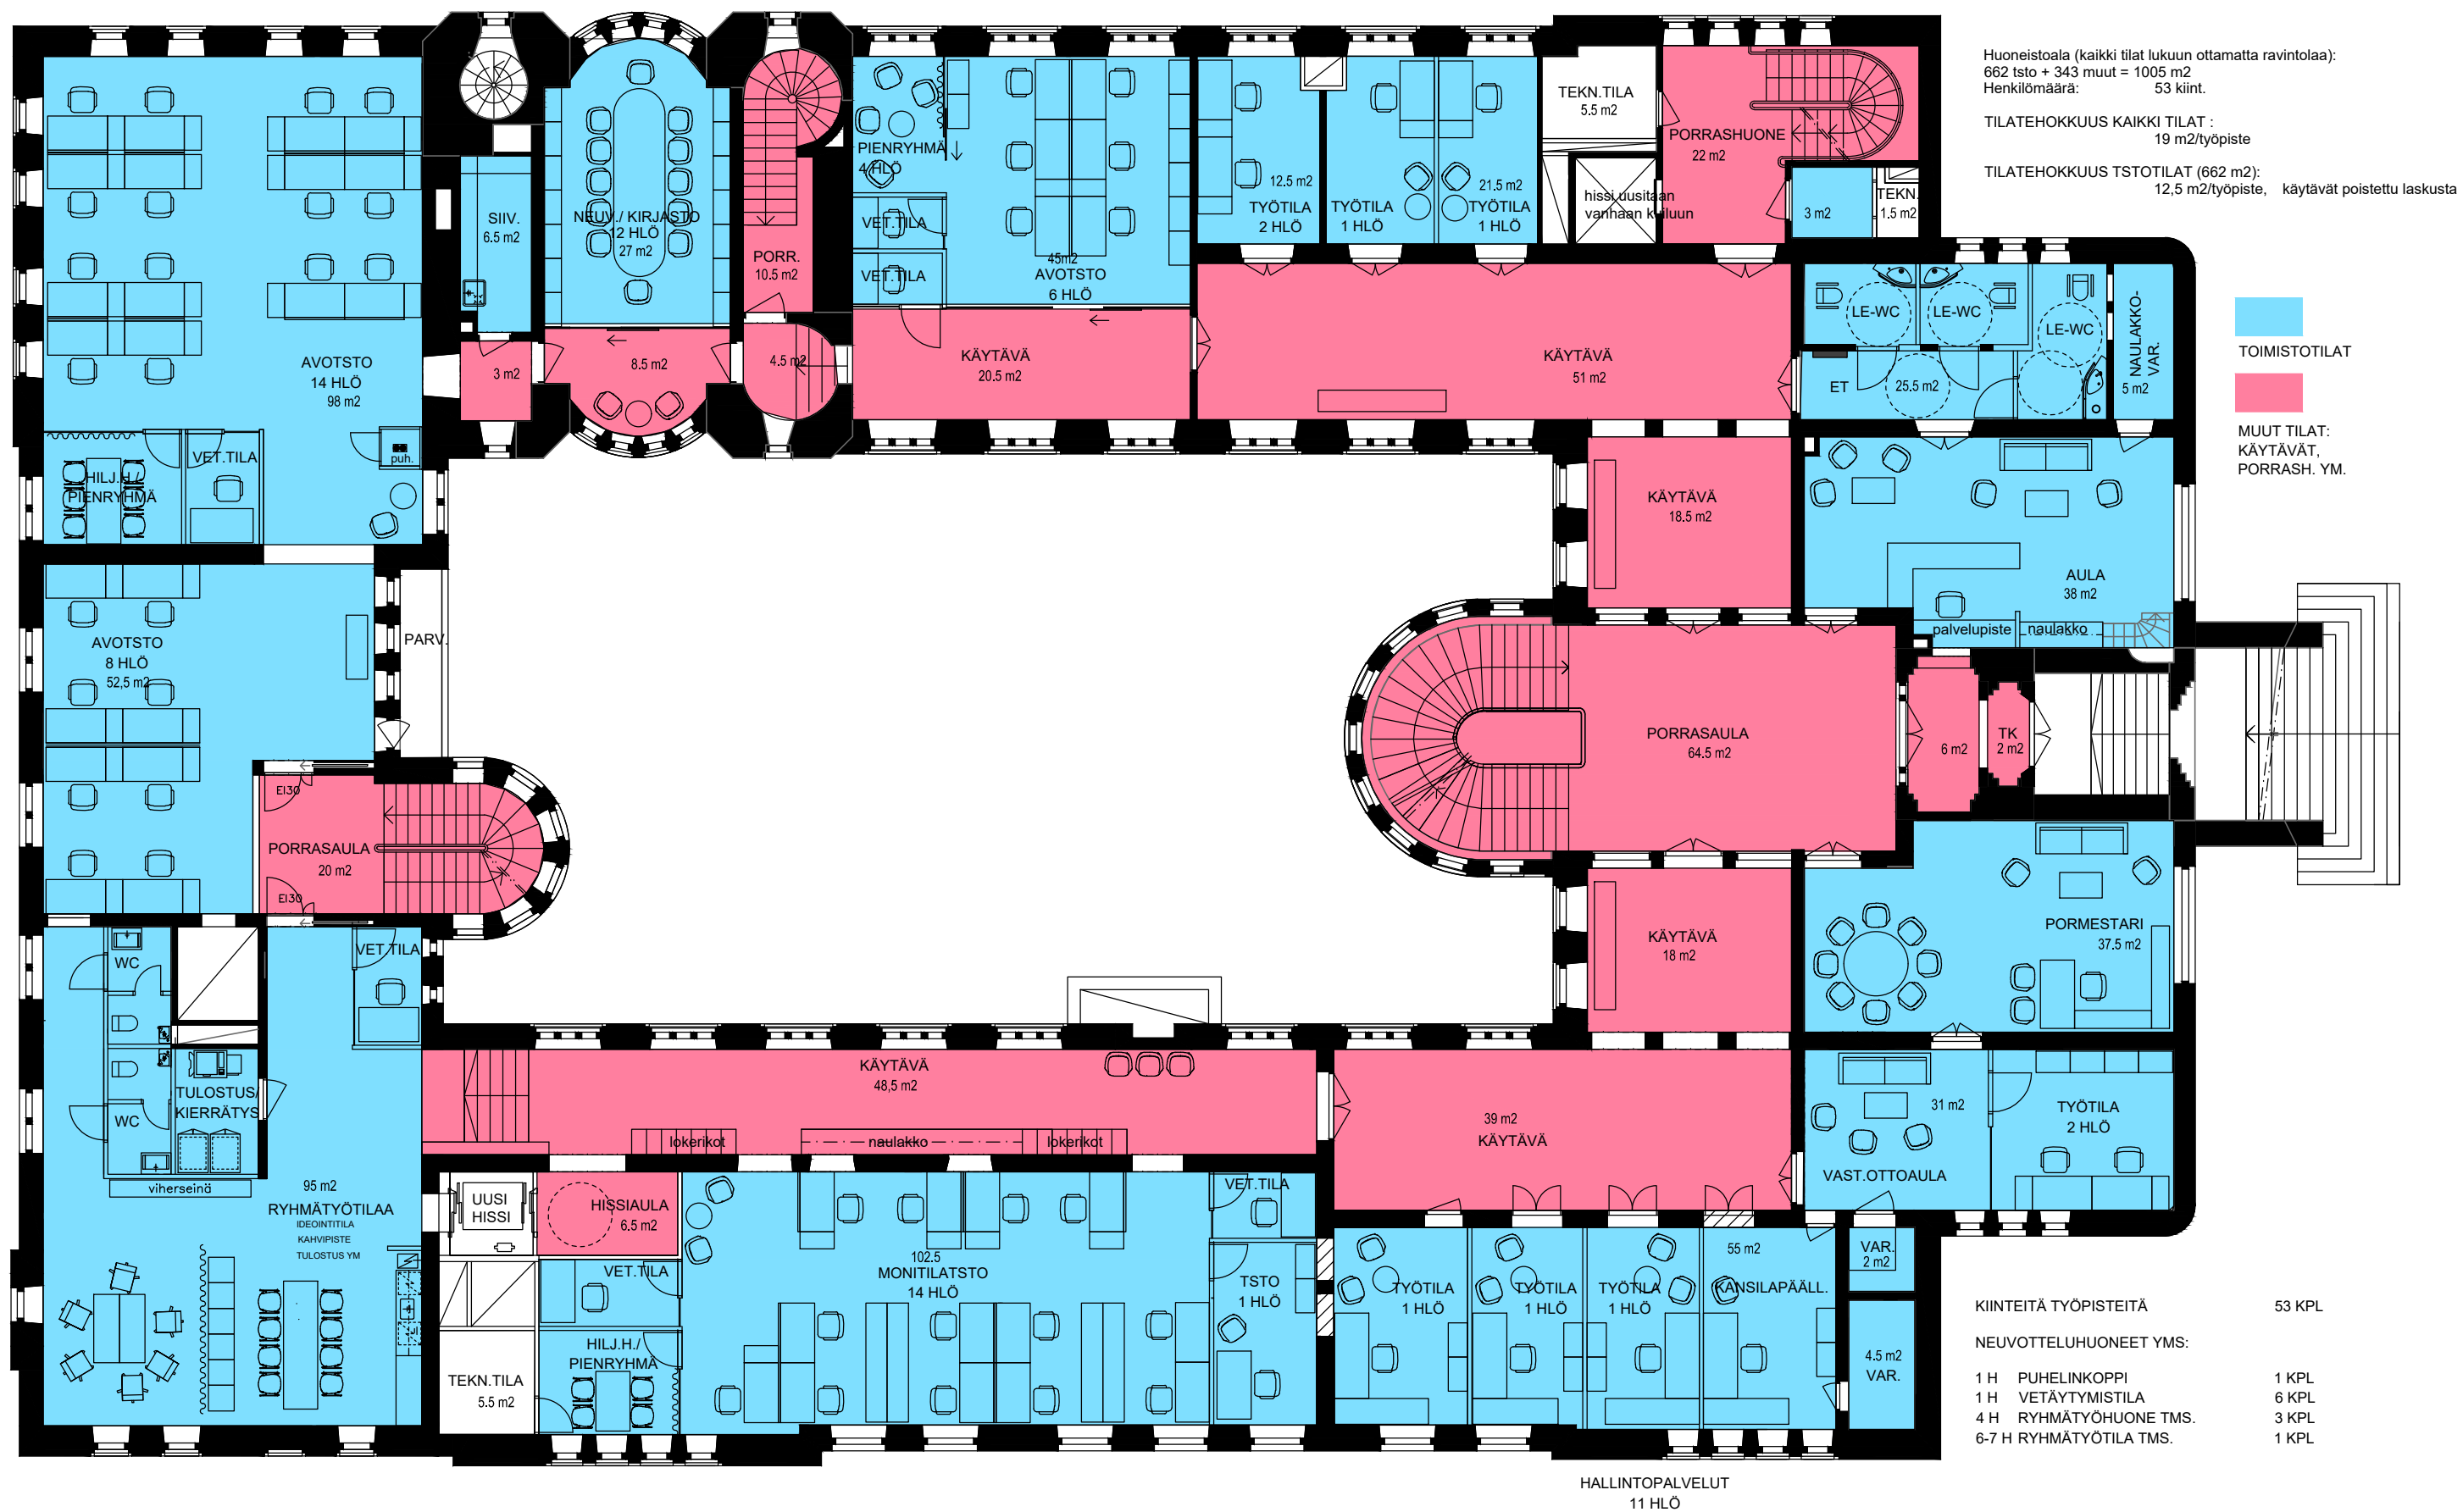 Huoneistoala (kaikki tilat lukuun ottamatta ravintolaa):
662 tsto + 343 muut = 1005 m2
Henkilömäärä: 53 kiint.
TILATEHOKKUUS KAIKKI TILAT :
19 m2/työpiste
TILATEHOKKUUS TSTOTILAT (662 m2):
12,5 m2/työpiste, käytävät poistettu laskusta
TOIMISTOTILAT
MUUT TILAT:
KÄYTÄVÄT,
PORRASH. YM.
AVOTSTO
14 HLÖ
98 m2
HILJ.H./
PIENRYHMÄ
VET.TILA
puh.
SIIV.
6.5 m2
3 m2
NEUV./ KIRJASTO
12 HLÖ
27 m2
8.5 m2
PORR.
10.5 m2
4.5 m2
PIENRYHMÄ
4 HLÖ
VET.TILA
VET.TILA
45m2
AVOTSTO
6 HLÖ
KÄYTÄVÄ
20.5 m2
12.5 m2
TYÖTILA
2 HLÖ
TYÖTILA
1 HLÖ
21.5 m2
TYÖTILA
1 HLÖ
TEKN.TILA
5.5 m2
hissi uusitaan
vanhaan kuiluun
PORRASHUONE
22 m2
3 m2
TEKN.
1.5 m2
KÄYTÄVÄ
51 m2
LE-WC
LE-WC
LE-WC
ET
25.5 m2
NAULAKKO-
VAR.
5 m2
KÄYTÄVÄ
18.5 m2
AULA
38 m2
palvelupiste
naulakko
AVOTSTO
8 HLÖ
52,5 m2
PARV.
EI30
PORRASAULA
20 m2
EI30
PORRASAULA
64.5 m2
6 m2
TK
2 m2
KÄYTÄVÄ
18 m2
PORMESTARI
37.5 m2
WC
VET.TILA
TULOSTUS/
KIERRÄTYS
WC
viherseinä
95 m2
RYHMÄTYÖTILAA
IDEOINTITILA
KAHVIPISTE
TULOSTUS YM
KÄYTÄVÄ
48,5 m2
lokerikot
naulakko
lokerikot
39 m2
KÄYTÄVÄ
31 m2
VAST.OTTOAULA
TYÖTILA
2 HLÖ
UUSI
HISSI
HISSIAULA
6.5 m2
VET.TILA
HILJ.H./
PIENRYHMÄ
TEKN.TILA
5.5 m2
102.5
MONITILATSTO
14 HLÖ
VET.TILA
TSTO
1 HLÖ
TYÖTILA
1 HLÖ
TYÖTILA
1 HLÖ
TYÖTILA
1 HLÖ
55 m2
KANSILAPÄÄLL.
VAR.
2 m2
4.5 m2
VAR.
KIINTEITÄ TYÖPISTEITÄ 53 KPL
NEUVOTTELUHUONEET YMS:
1 H PUHELINKOPPI 1 KPL
1 H VETÄYTYMISTILA 6 KPL
4 H RYHMÄTYÖHUONE TMS. 3 KPL
6-7 H RYHMÄTYÖTILA TMS. 1 KPL
HALLINTOPALVELUT
11 HLÖ